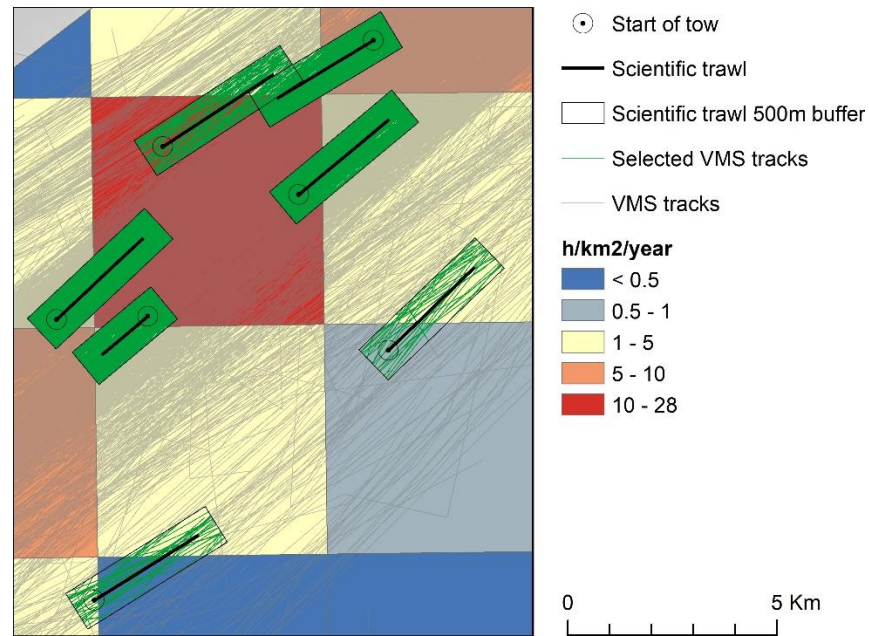 Start of tow
Scientific trawl
Scientific trawl 500m buffer
Selected VMS tracks
VMS tracks
h/km2/year
< 0.5
0.5 - 1
1 - 5
5 - 10
10 - 28
0 5 Km